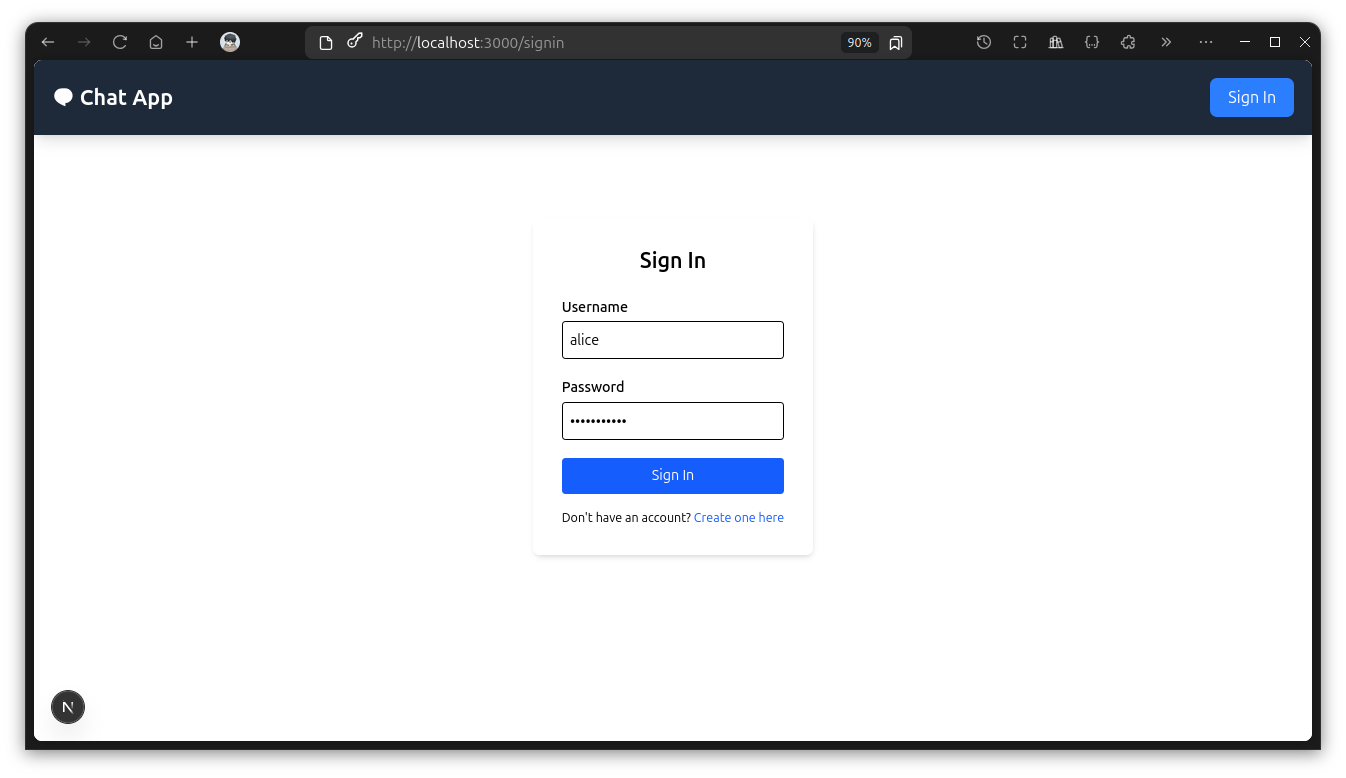 http://localhost:3000/signin
90%
Chat App
Sign In
Sign In
Username
alice
Password
•••••••••••
Sign In
Don't have an account? Create one here
N